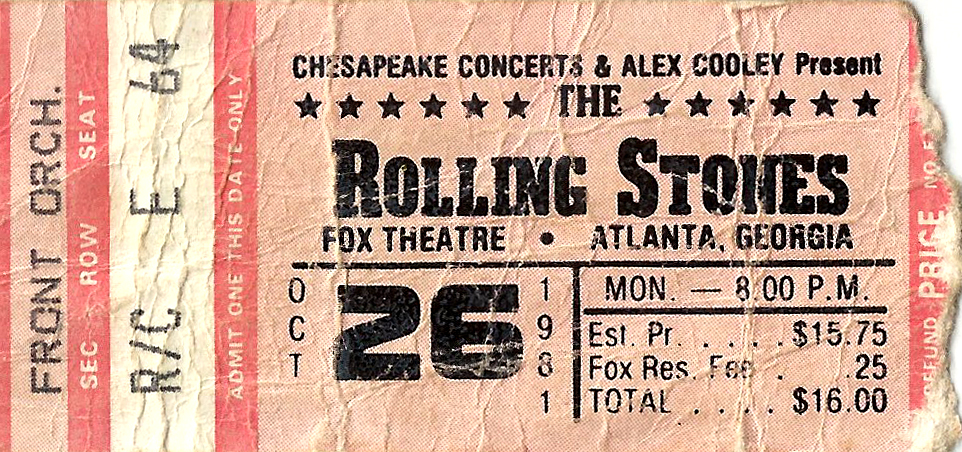 FRONT ORCH.
SEC. ROW SEAT
R/C E 64
ADMIT ONE THIS DATE ONLY
CHESAPEAKE CONCERTS & ALEX COOLEY Present
★ ★ ★ ★ ★ ★ THE ★ ★ ★ ★ ★ ★
ROLLING STONES
FOX THEATRE • ATLANTA, GEORGIA
OCT 26 1981
MON. — 8:00 P.M.
Est. Pr. . . . . . $15.75
Fox Res. Fee . .25
TOTAL . . . . $16.00
REFUND PRICE NO E